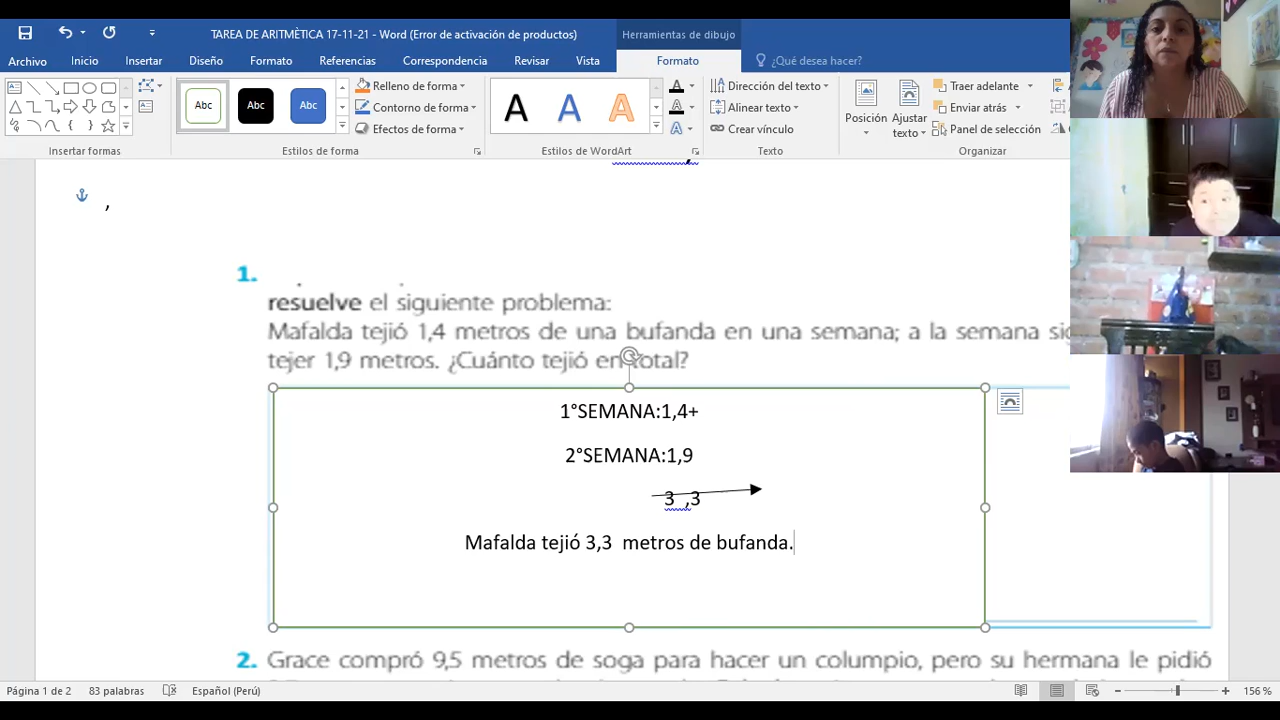 TAREA DE ARITMÈTICA 17-11-21 - Word (Error de activación de productos)
Herramientas de dibujo
Archivo
Inicio
Insertar
Diseño
Formato
Referencias
Correspondencia
Revisar
Vista
Formato
¿Qué desea hacer?
Abc
Abc
Abc
Relleno de forma
Contorno de forma
Efectos de forma
A
A
A
A
A
A
Dirección del texto
Alinear texto
Crear vínculo
Posición
Ajustar
texto
Traer adelante
Enviar atrás
Panel de selección
Insertar formas
Estilos de forma
Estilos de WordArt
Texto
Organizar
,
1.
resuelve el siguiente problema:
Mafalda tejió 1,4 metros de una bufanda en una semana; a la semana
tejer 1,9 metros. ¿Cuánto tejió en total?
1°SEMANA:1,4+
2°SEMANA:1,9
3 ,3
Mafalda tejió 3,3 metros de bufanda.
2. Grace compró 9,5 metros de soga para hacer un columpio, pero su hermana le pidió
Página 1 de 2
83 palabras
Español (Perú)
156 %